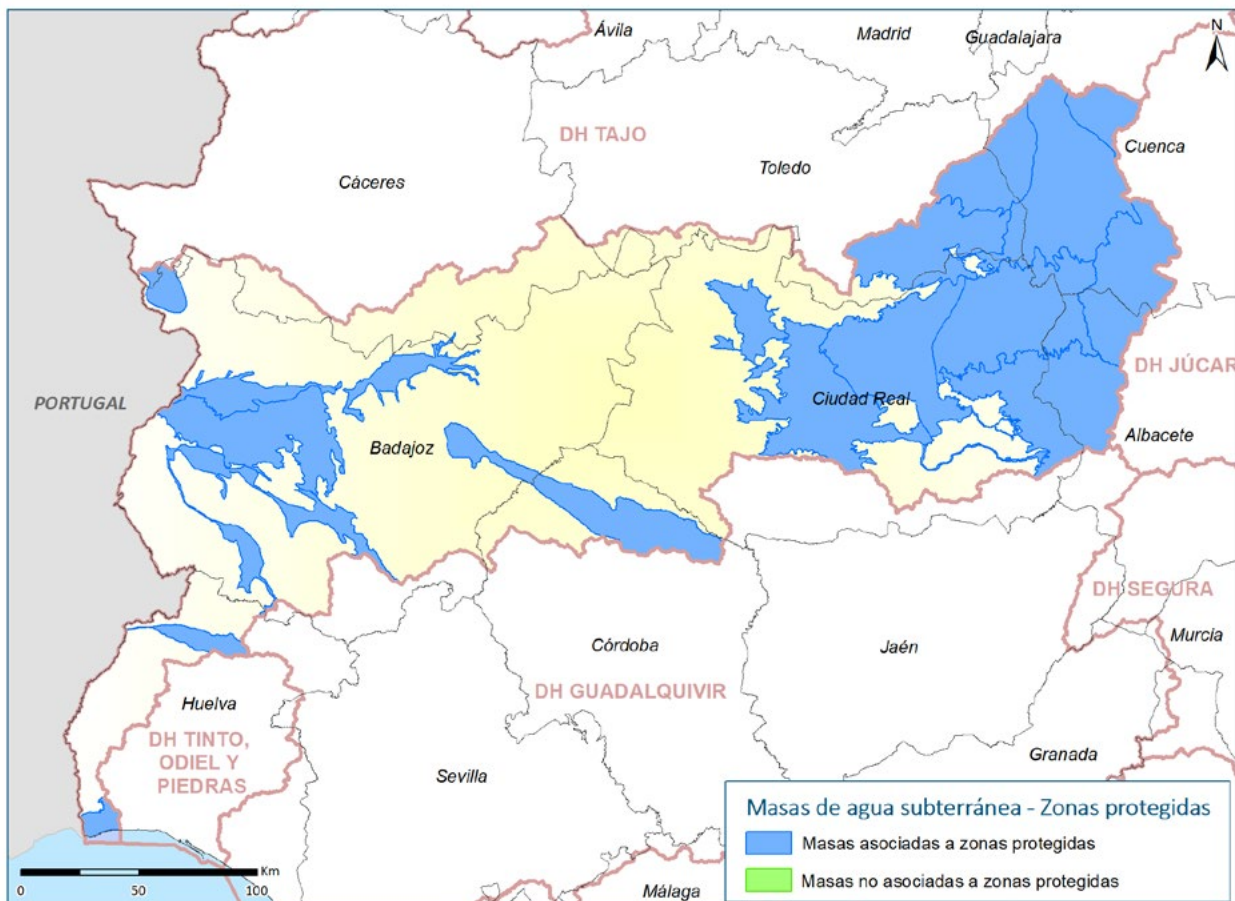 Ávila
Madrid
Guadalajara
N
DH TAJO
Cuenca
Toledo
Cáceres
DH JÚCAR
PORTUGAL
Ciudad Real
Albacete
Badajoz
DH SEGURA
Murcia
Córdoba
Jaén
DH GUADALQUIVIR
Huelva
DH TINTO,
ODIEL Y
PIEDRAS
Granada
Sevilla
Málaga
Km
0 50 100
Masas de agua subterránea - Zonas protegidas
Masas asociadas a zonas protegidas
Masas no asociadas a zonas protegidas